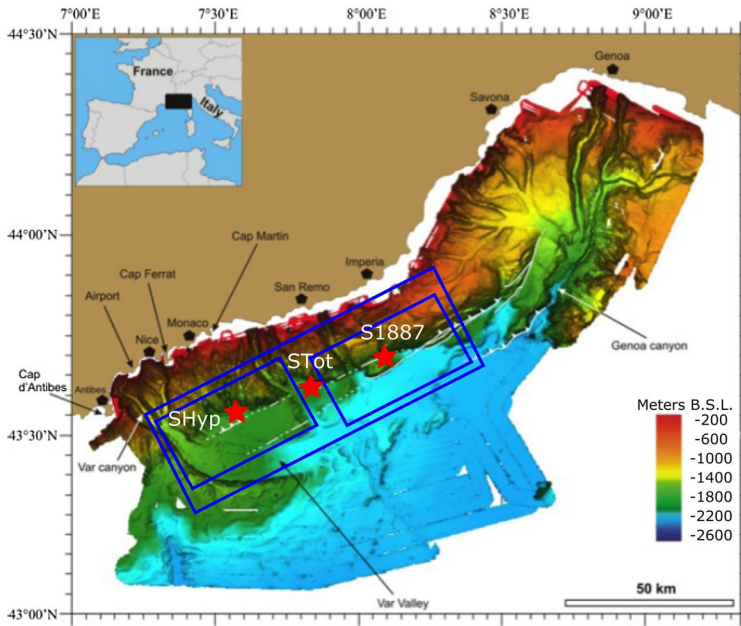 7°00'E 7°30'E 8°00'E 8°30'E 9°00'E
44°30'N
France
Italy
Genoa
Savona
44°00'N
Cap Martin
Imperia
Cap Ferrat
San Remo
Airport
Monaco
Nice
S1887
Genoa canyon
STot
Cap
d'Antibes
Antibes
Meters B.S.L.
SHyp
-200
-600
43°30'N
-1000
Var canyon
-1400
-1800
-2200
-2600
50 km
Var Valley
43°00'N